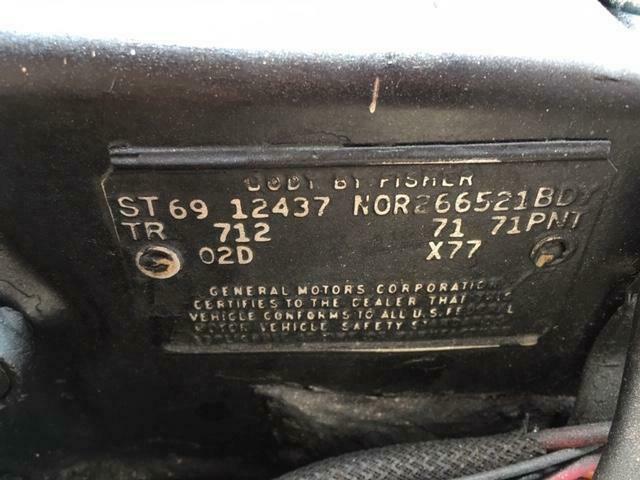 BODY BY FISHER
ST 69 12437 NOR266521BDY
TR 712 71 71PNT
02D X77
GENERAL MOTORS CORPORATION
CERTIFIES TO THE DEALER THAT THIS
VEHICLE CONFORMS TO ALL U.S. FEDERAL
MOTOR VEHICLE SAFETY